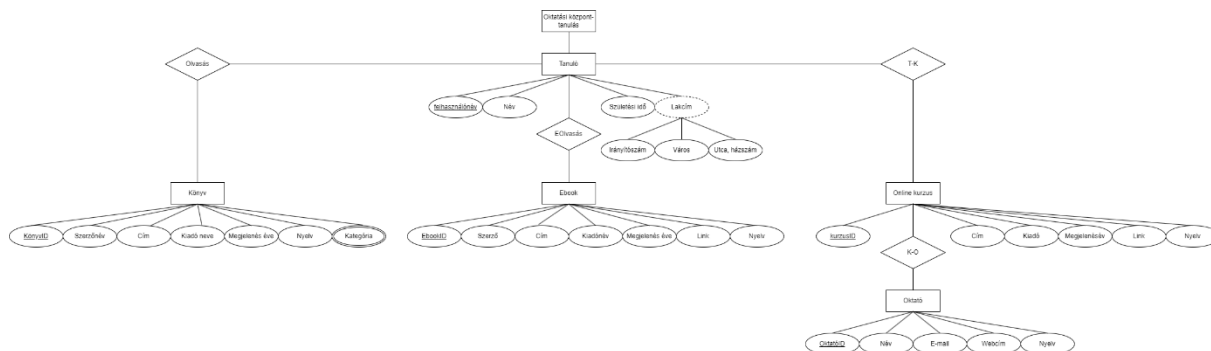 Oktatási központ-
tanulás
Olvasás
Tanuló
T-K
felhasználónév
Név
Születési idő
Lakcím
EOlvasás
Irányítószám
Város
Utca, házszám
Könyv
Ebook
Online kurzus
KönyvID
Szerzőnév
Cím
Kiadó neve
Megjelenés éve
Nyelv
Kategória
EbookID
Szerző
Cím
Kiadónév
Megjelenés éve
Link
Nyelv
kurzusID
Cím
Kiadó
Megjelenésév
Link
Nyelv
K-O
Oktató
OktatóID
Név
E-mail
Webcím
Nyelv